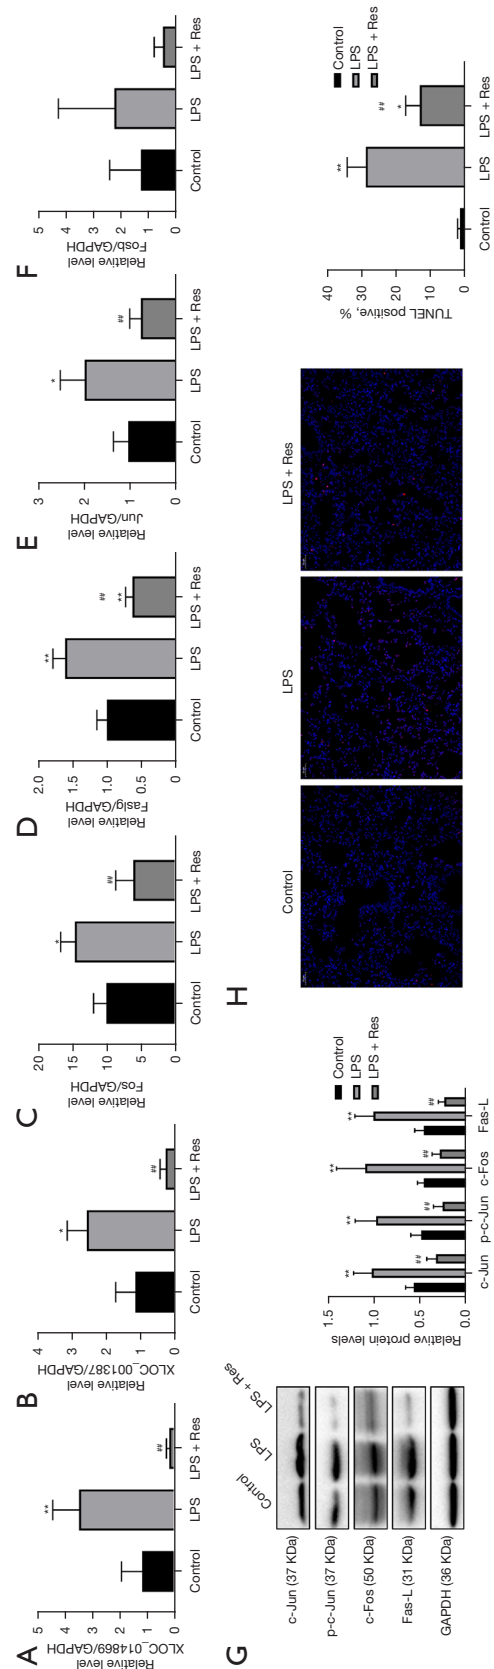 A
Relative level
XLOC_014869/GAPDH
5
4
3
2
1
0
**
##
Control
LPS
LPS + Res
B
Relative level
XLOC_001387/GAPDH
4
3
2
1
0
*
##
Control
LPS
LPS + Res
C
Relative level
Fos/GAPDH
20
15
10
5
0
*
##
Control
LPS
LPS + Res
D
Relative level
Faslg/GAPDH
2.0
1.5
1.0
0.5
0
**
##
**
Control
LPS
LPS + Res
E
Relative level
Jun/GAPDH
3
2
1
0
*
##
Control
LPS
LPS + Res
F
Relative level
Fosb/GAPDH
5
4
3
2
1
0
Control
LPS
LPS + Res
G
Control
LPS
LPS + Res
c-Jun (37 KDa)
p-c-Jun (37 KDa)
c-Fos (50 KDa)
Fas-L (31 KDa)
GAPDH (36 KDa)
Relative protein levels
1.5
1.0
0.5
0.0
**
##
**
##
**
##
**
##
c-Jun
p-c-Jun
c-Fos
Fas-L
Control
LPS
LPS + Res
H
Control
LPS
LPS + Res
TUNEL positive, %
40
30
20
10
0
**
##
*
Control
LPS
LPS + Res
Control
LPS
LPS + Res